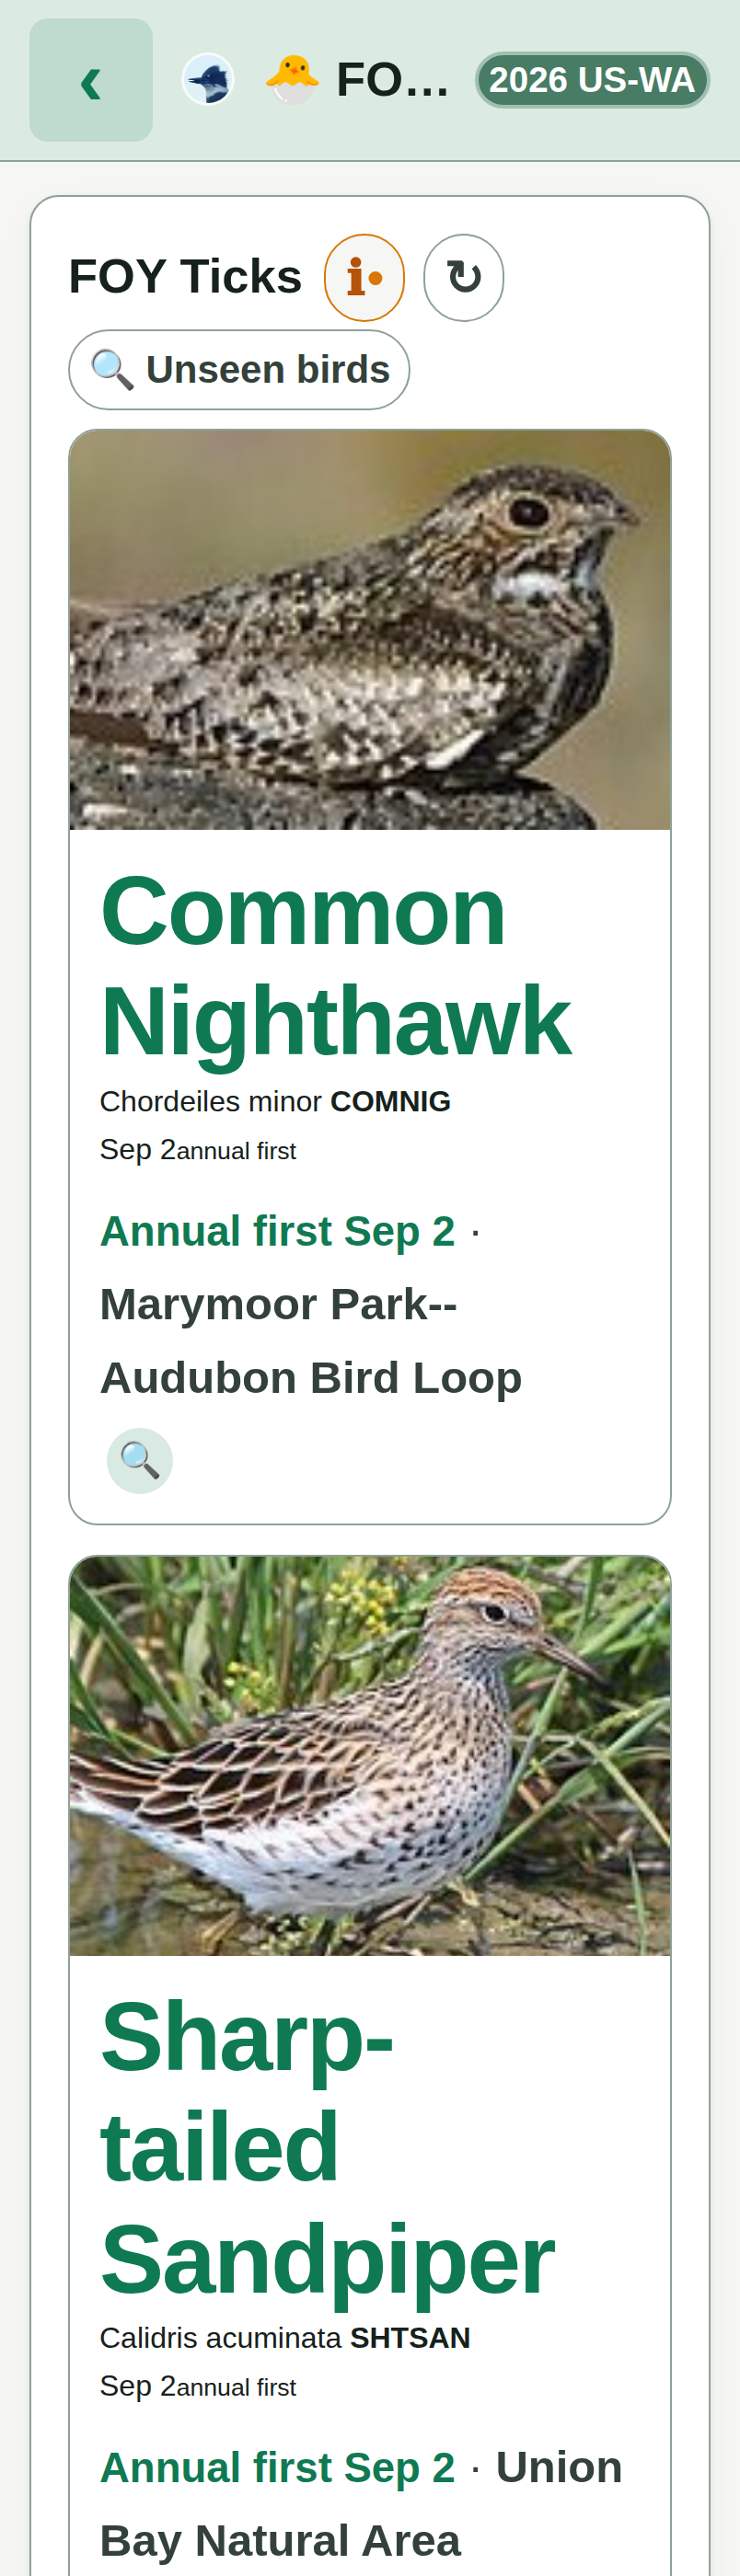 ‹ FO... 2026 US-WA
FOY Ticks i• ↻
Unseen birds
Common
Nighthawk
Chordeiles minor COMNIG
Sep 2annual first
Annual first Sep 2 ·
Marymoor Park--
Audubon Bird Loop
Sharp-
tailed
Sandpiper
Calidris acuminata SHTSAN
Sep 2annual first
Annual first Sep 2 · Union
Bay Natural Area